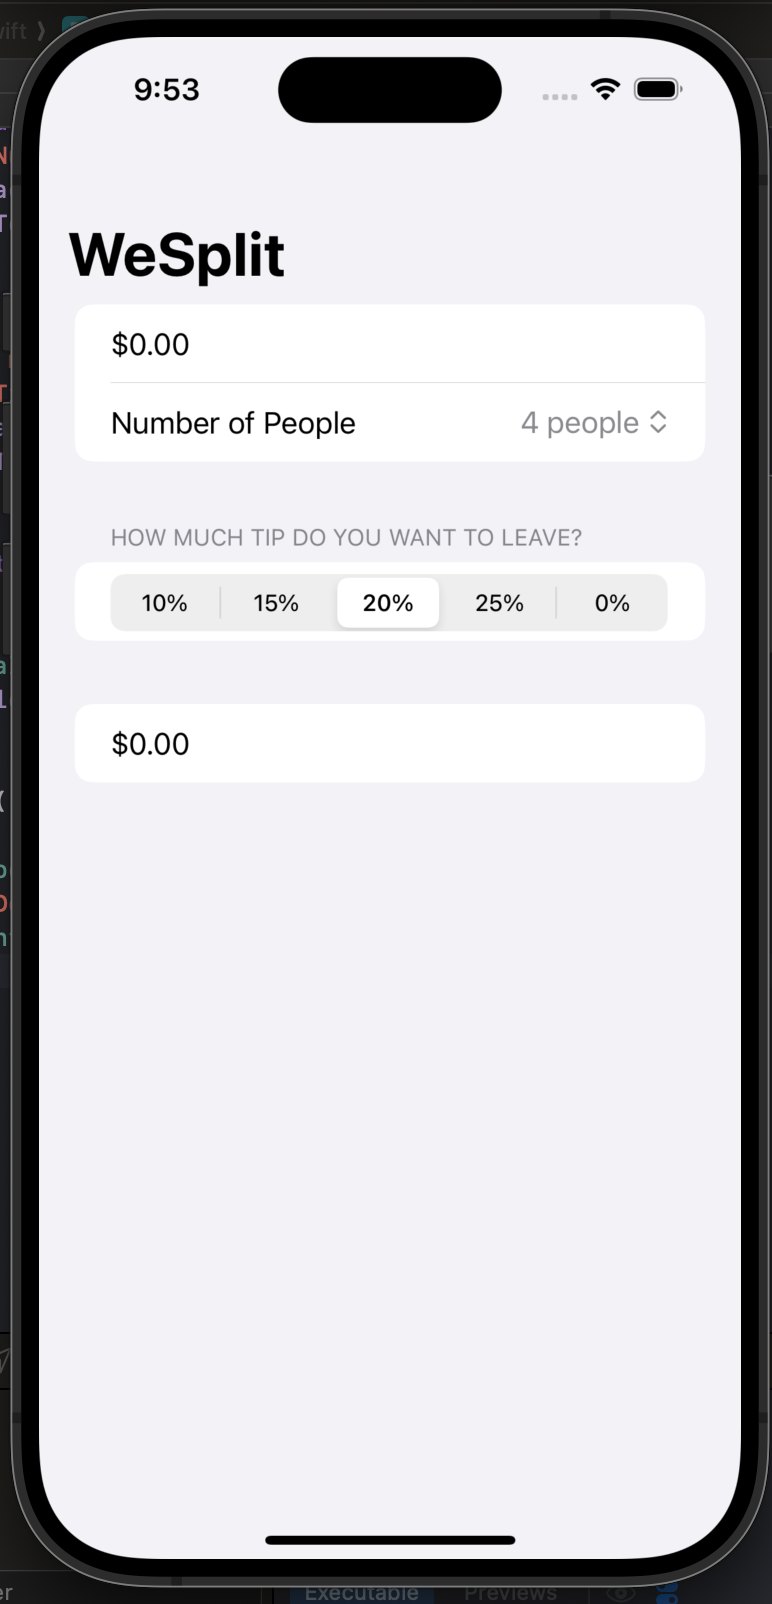 9:53
WeSplit
$0.00
Number of People 4 people
HOW MUCH TIP DO YOU WANT TO LEAVE?
10% 15% 20% 25% 0%
$0.00
Executable Previews